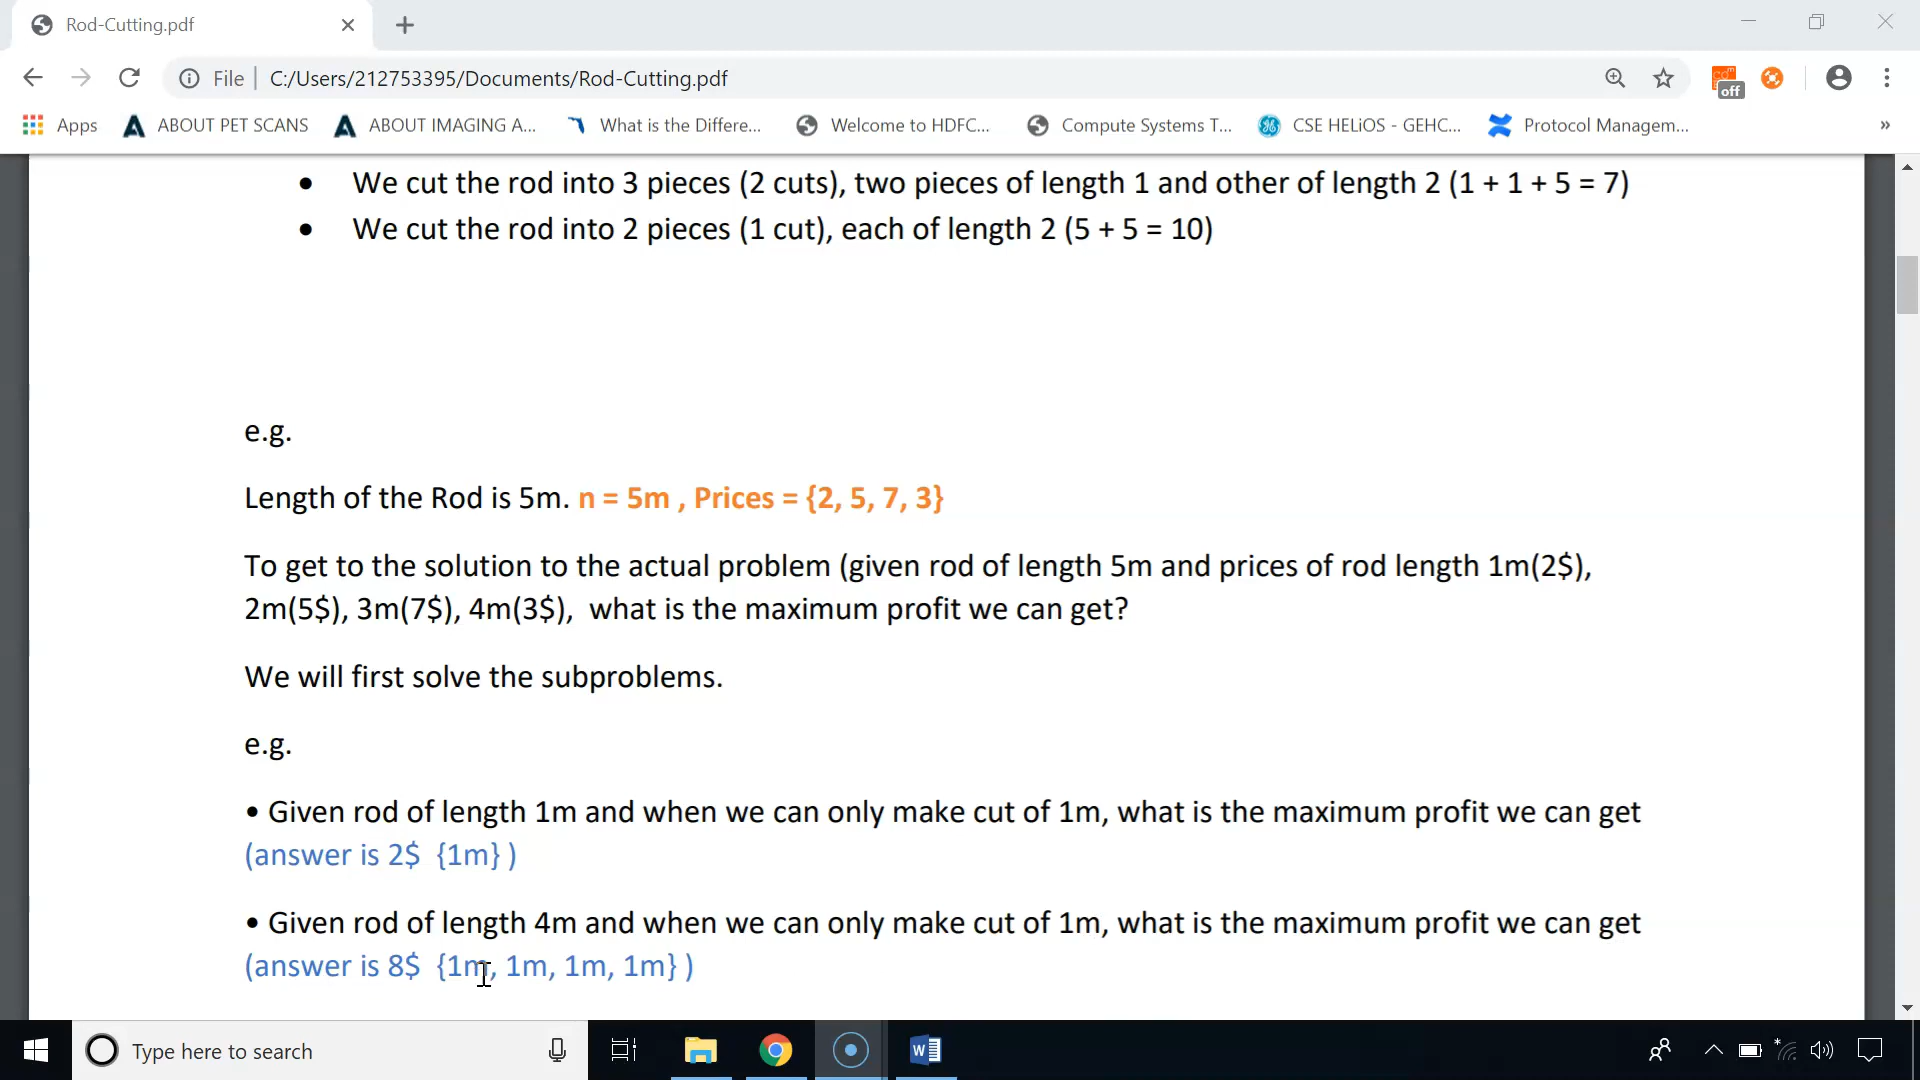 Rod-Cutting.pdf
File | C:/Users/212753395/Documents/Rod-Cutting.pdf
off
Apps
ABOUT PET SCANS
ABOUT IMAGING A...
What is the Differe...
Welcome to HDFC...
Compute Systems T...
CSE HELiOS - GEHC...
Protocol Managem...
»
• We cut the rod into 3 pieces (2 cuts), two pieces of length 1 and other of length 2 (1 + 1 + 5 = 7)
• We cut the rod into 2 pieces (1 cut), each of length 2 (5 + 5 = 10)
e.g.
Length of the Rod is 5m. n = 5m , Prices = {2, 5, 7, 3}
To get to the solution to the actual problem (given rod of length 5m and prices of rod length 1m(2$),
2m(5$), 3m(7$), 4m(3$),  what is the maximum profit we can get?
We will first solve the subproblems.
e.g.
• Given rod of length 1m and when we can only make cut of 1m, what is the maximum profit we can get
(answer is 2$  {1m} )
• Given rod of length 4m and when we can only make cut of 1m, what is the maximum profit we can get
(answer is 8$  {1m, 1m, 1m, 1m} )
Type here to search